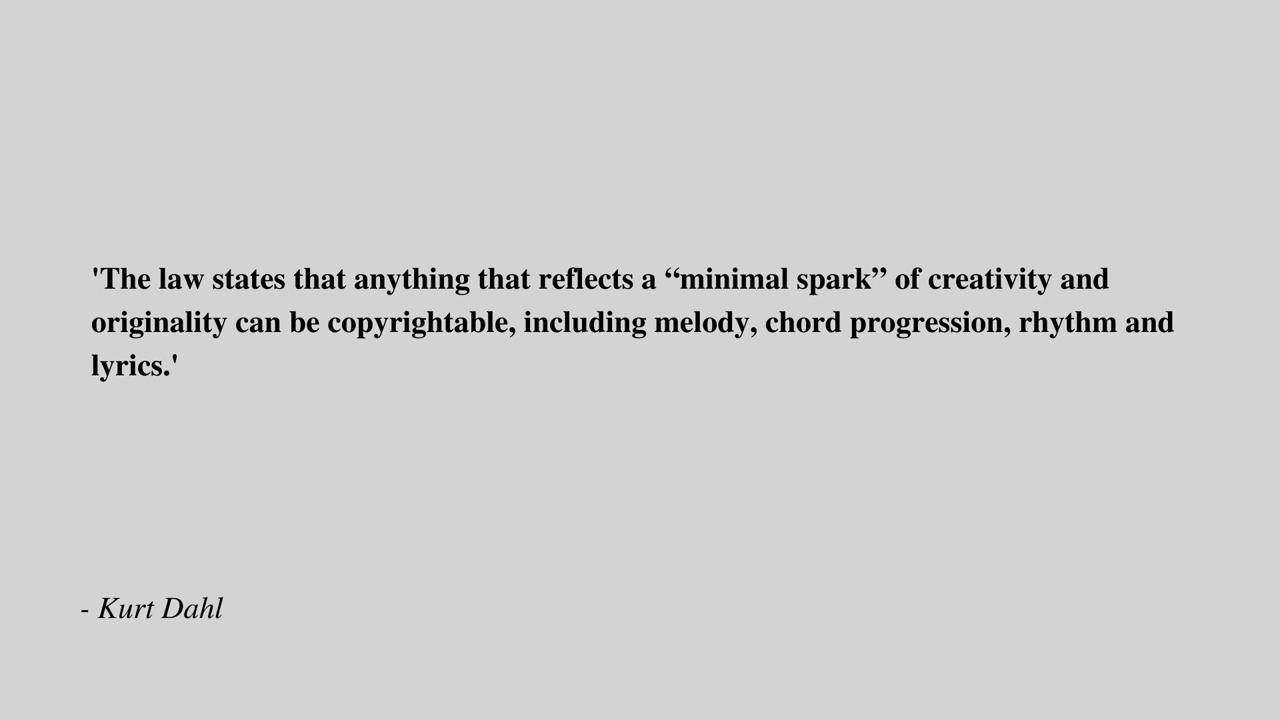 'The law states that anything that reflects a “minimal spark” of creativity and
originality can be copyrightable, including melody, chord progression, rhythm and
lyrics.'
- Kurt Dahl